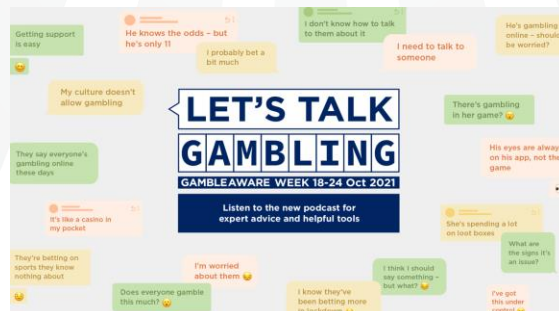 Getting support
is easy
He knows the odds – but
he's only 11
I probably bet a
bit much
I don't know how to talk
to them about it
I need to talk to
someone
He's gambling
online – should
be worried?
My culture doesn't
allow gambling
There's gambling
in her game?
They say everyone's
gambling online
these days
His eyes are alway
on his app, not the
game
LET'S TALK
GAMBLING
GAMBLEAWARE WEEK 18-24 Oct 2021
Listen to the new podcast for
expert advice and helpful tools
It's like a casino in
my pocket
She's spending a lot
on loot boxes
What are
the signs it's
an issue?
They're betting on
sports they know
nothing about
I'm worried
about them
I think I should
say something –
but what?
Does everyone gamble
this much?
I know they've
been betting more
in lockdown
I've got
this under
control